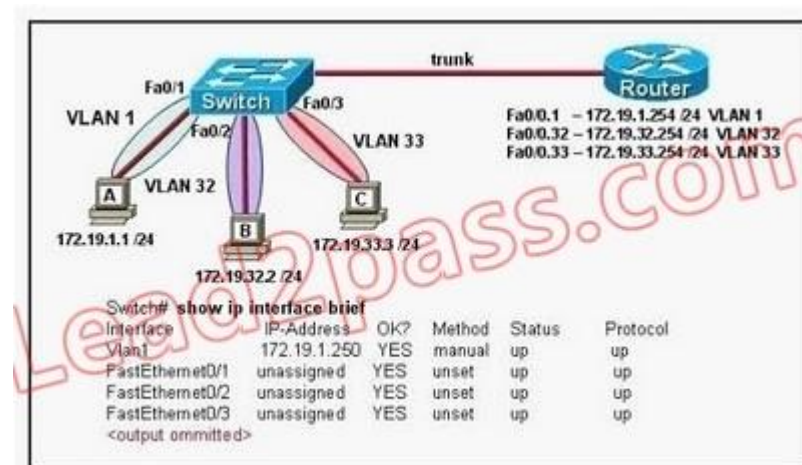 trunk
Fa0/1
Switch
Router
Fa0/3
VLAN 1
Fa0/2
Fa0/0.1 – 172.19.1.254 /24 VLAN 1
Fa0/0.32 – 172.19.32.254 /24 VLAN 32
Fa0/0.33 – 172.19.33.254 /24 VLAN 33
VLAN 33
VLAN 32
A
B
C
172.19.1.1 /24
172.19.33.3 /24
172.19.32.2 /24
Lead2pass.com
Switch# show ip interface brief
Interface IP-Address OK? Method Status Protocol
Vlan1 172.19.1.250 YES manual up up
FastEthernet0/1 unassigned YES unset up up
FastEthernet0/2 unassigned YES unset up up
FastEthernet0/3 unassigned YES unset up up
<output ommitted>